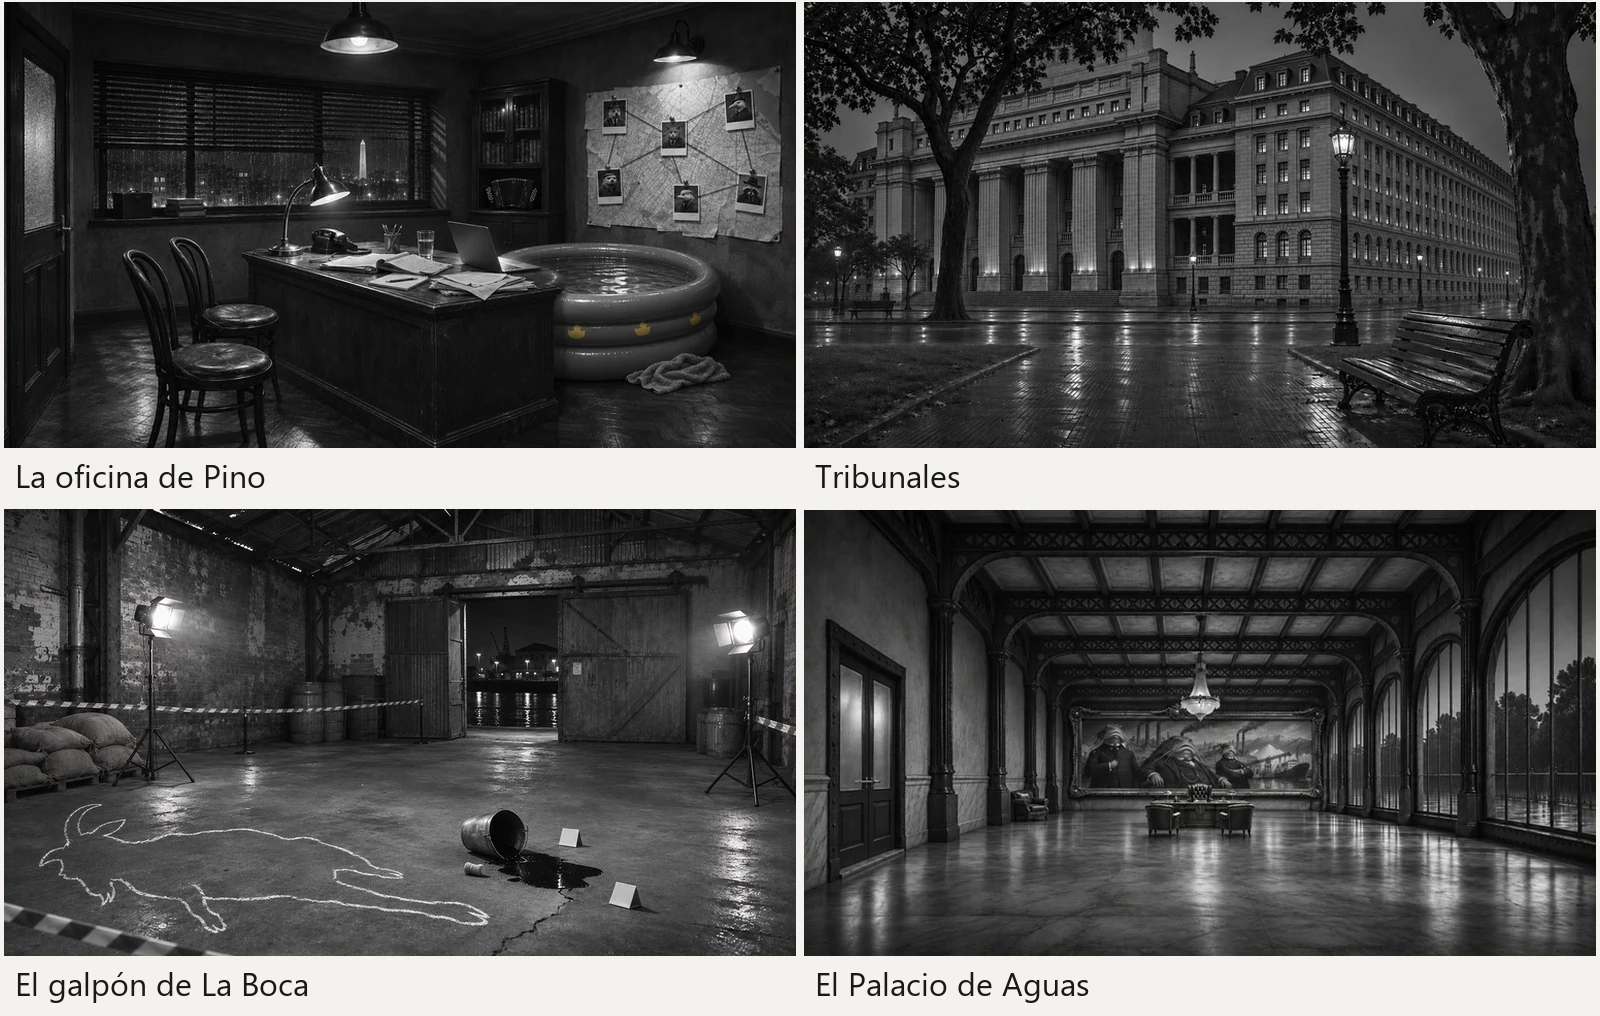 La oficina de Pino
Tribunales
El galpón de La Boca
El Palacio de Aguas